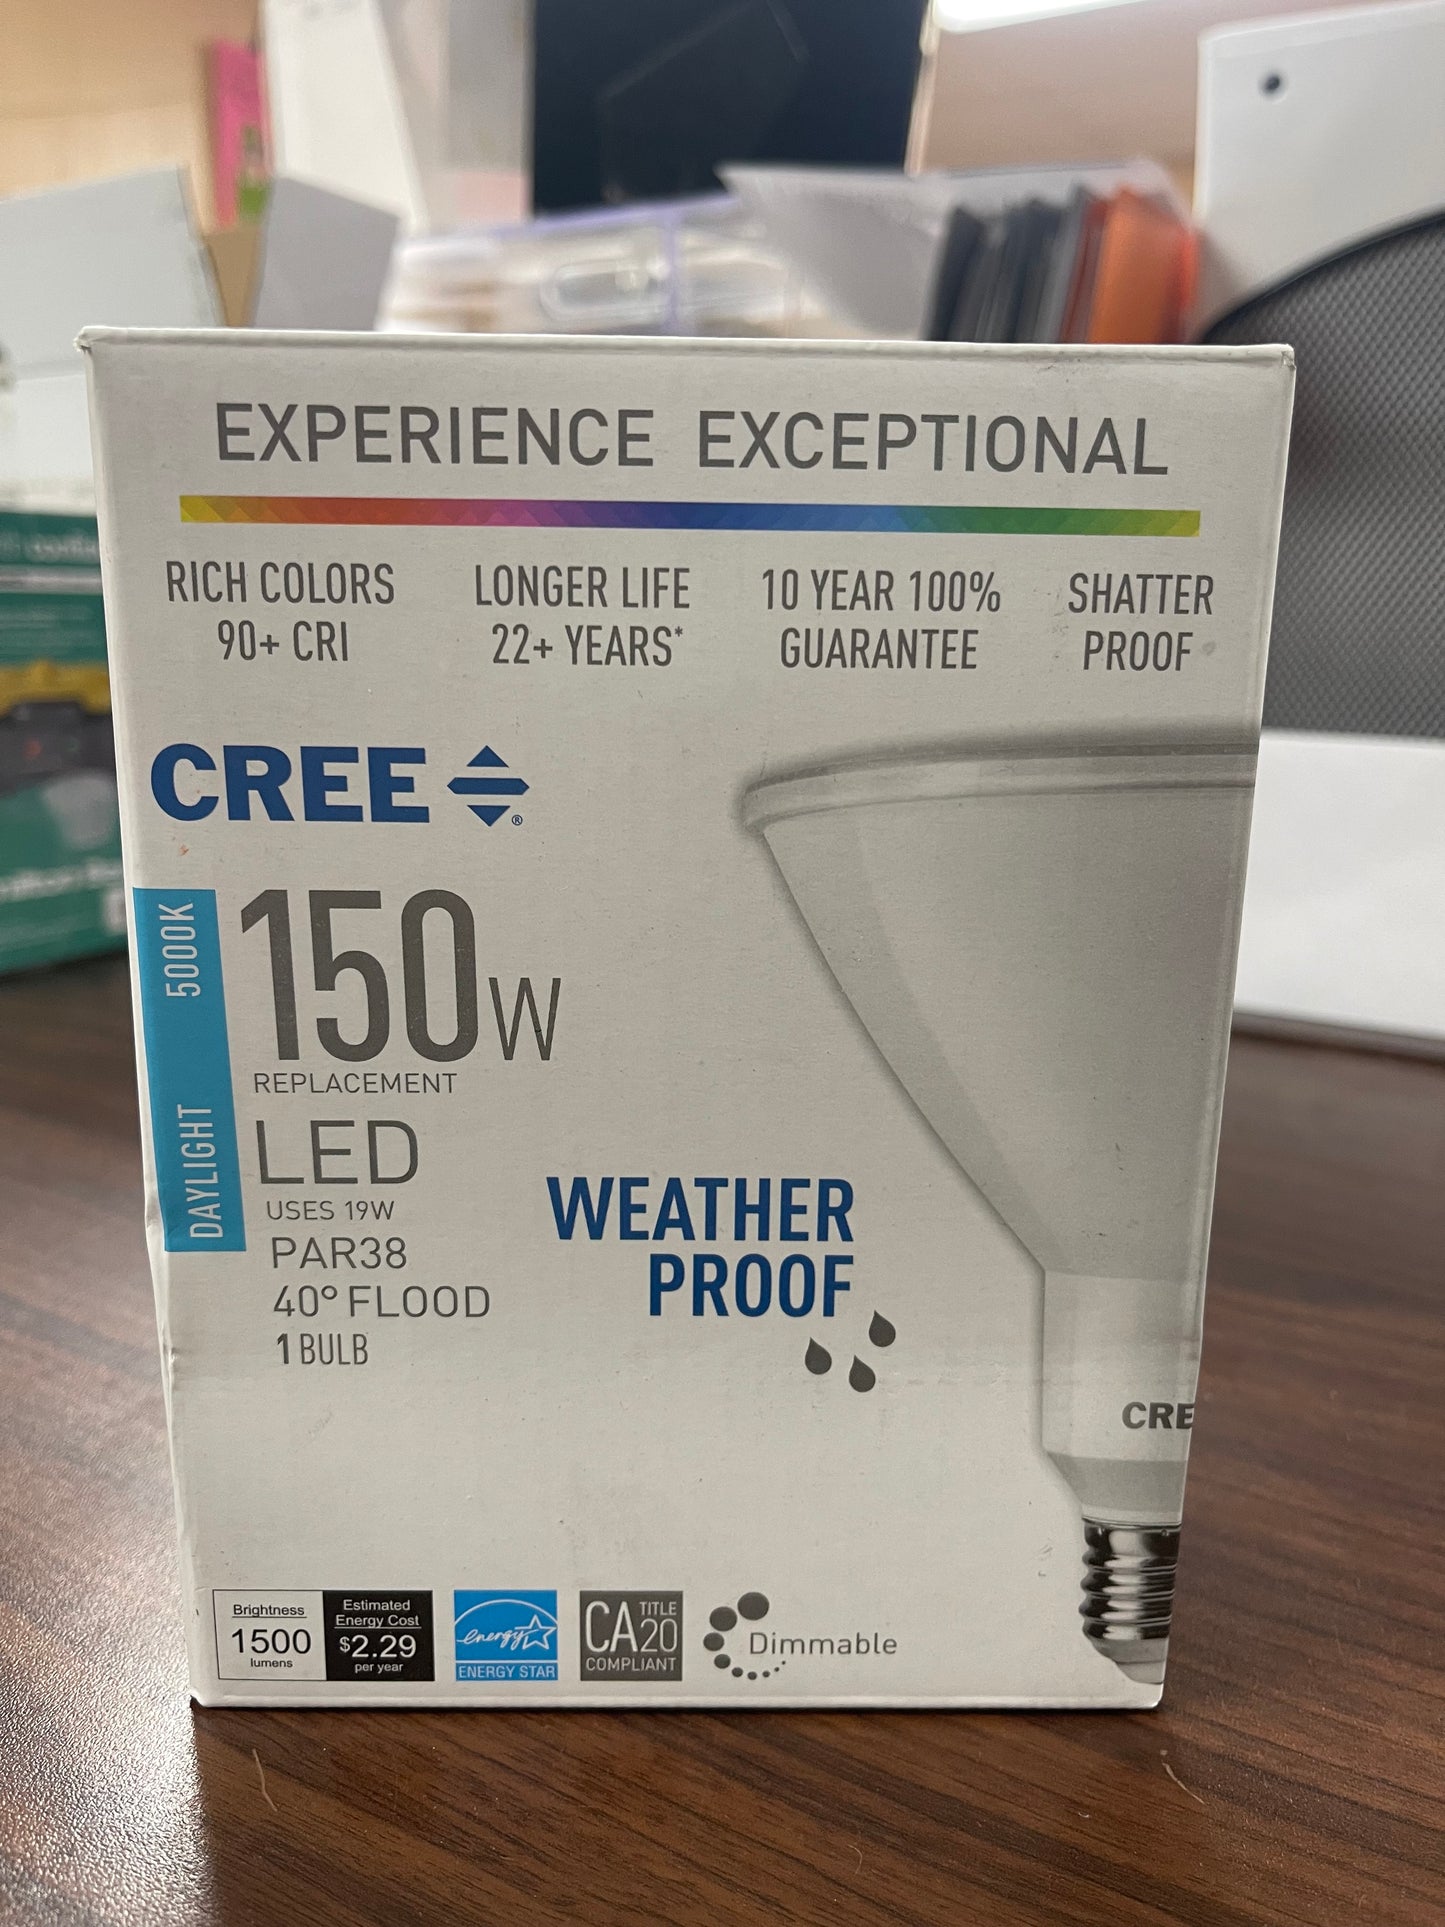 EXPERIENCE EXCEPTIONAL
RICH COLORS
90+ CRI
LONGER LIFE
22+ YEARS*
10 YEAR 100%
GUARANTEE
SHATTER
PROOF
CREE ®
5000K
DAYLIGHT
150W
REPLACEMENT
LED
USES 19W
PAR38
40° FLOOD
1 BULB
WEATHER
PROOF
CRE
Brightness
1500
lumens
Estimated
Energy Cost
$2.29
per year
energy
ENERGY STAR
CA TITLE 20
COMPLIANT
Dimmable